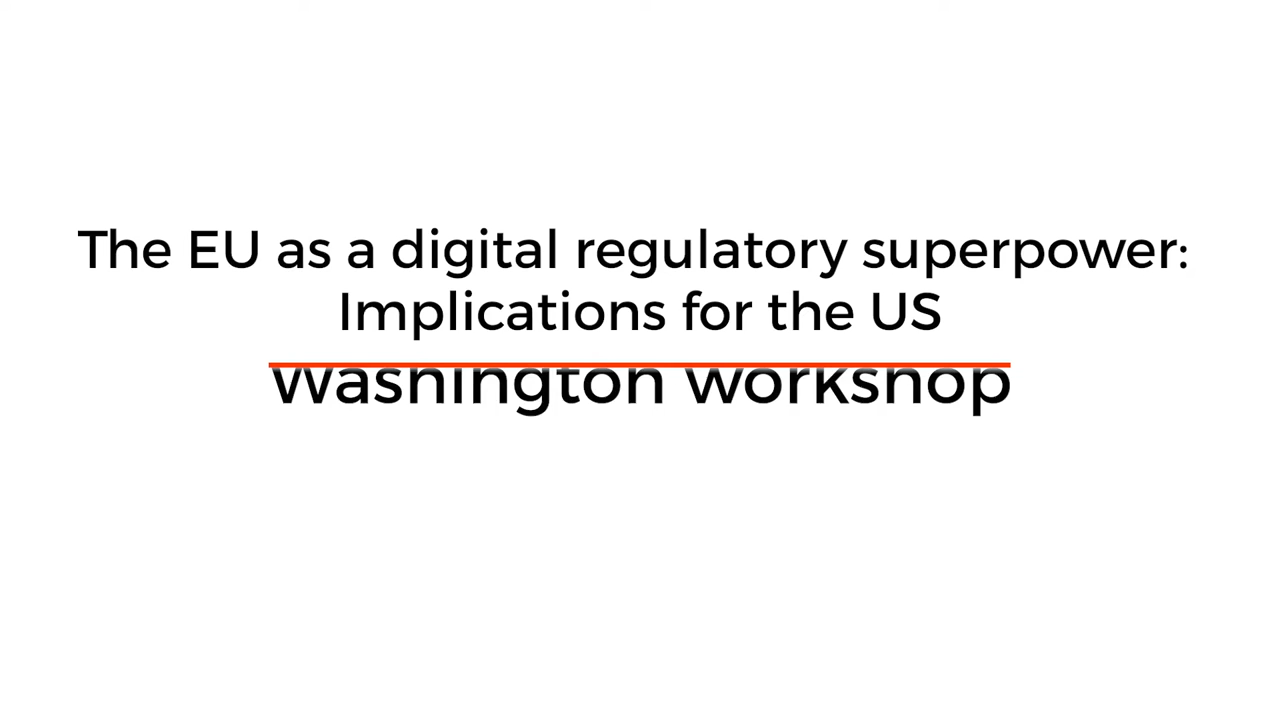 The EU as a digital regulatory superpower:
Implications for the US
Washington workshop